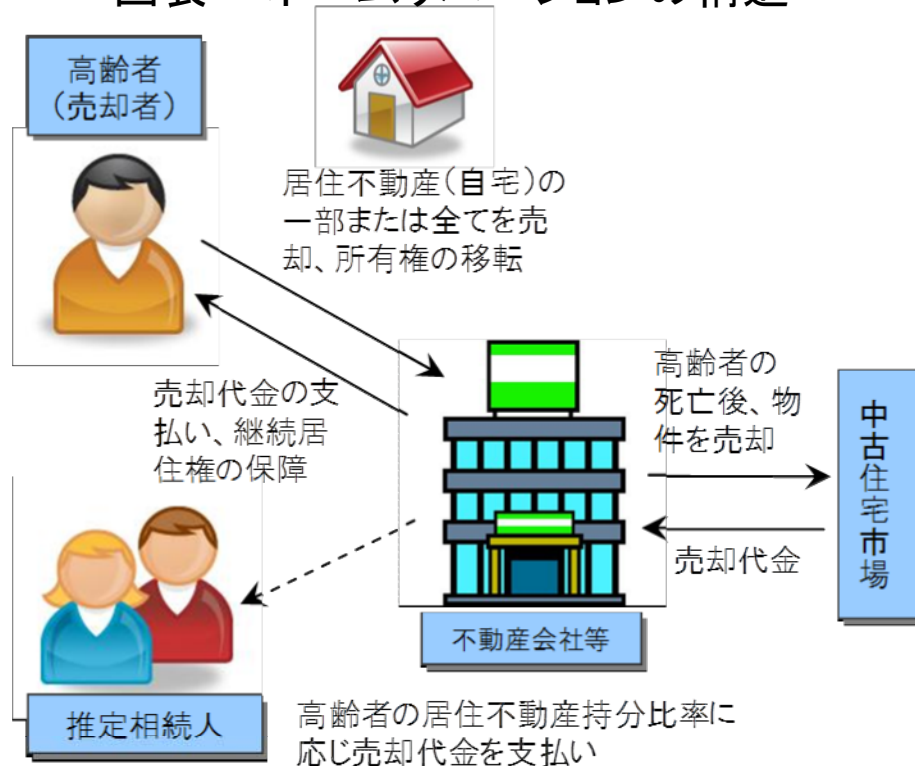 高齢者
（売却者）
居住不動産（自宅）の
一部または全てを売
却、所有権の移転
売却代金の支
払い、継続居
住権の保障
高齢者の
死亡後、物
件を売却
中古住宅市場
売却代金
不動産会社等
推定相続人
高齢者の居住不動産持分比率に
応じ売却代金を支払い